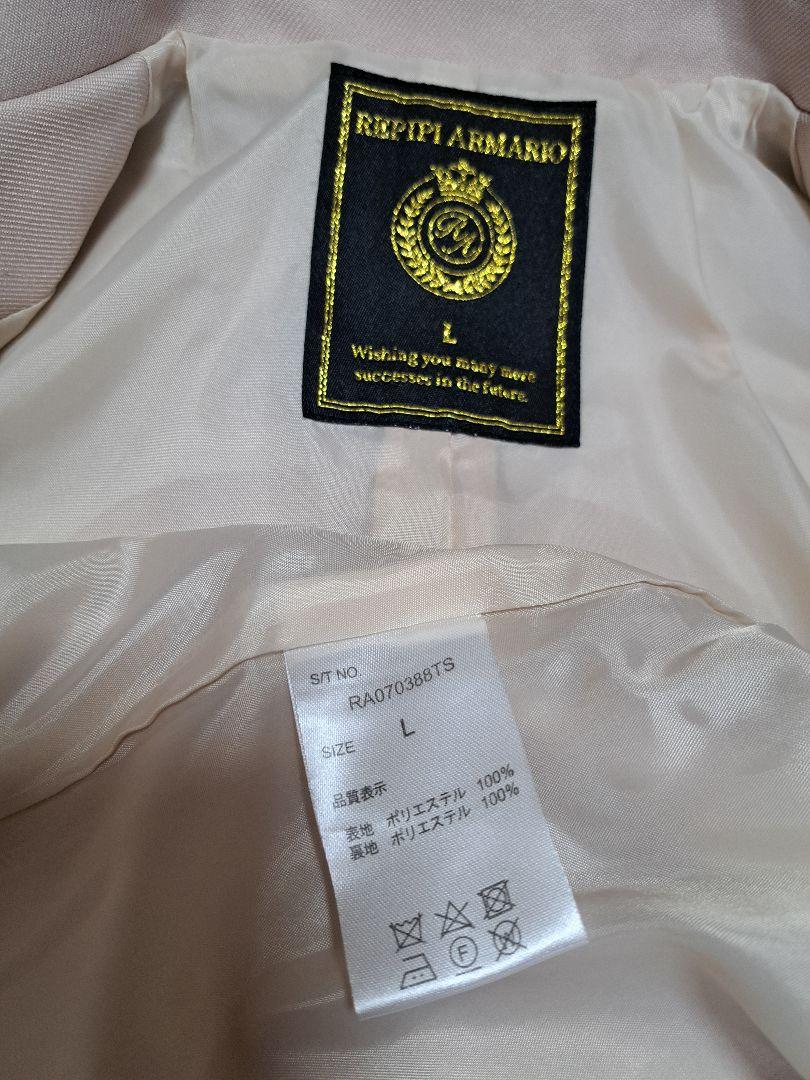 REPIPI ARMARIO
RA
L
Wishing you many more
successes in the future.
S/T NO.
RA070388TS
SIZE L
品質表示
表地 ポリエステル 100%
裏地 ポリエステル 100%
F
W